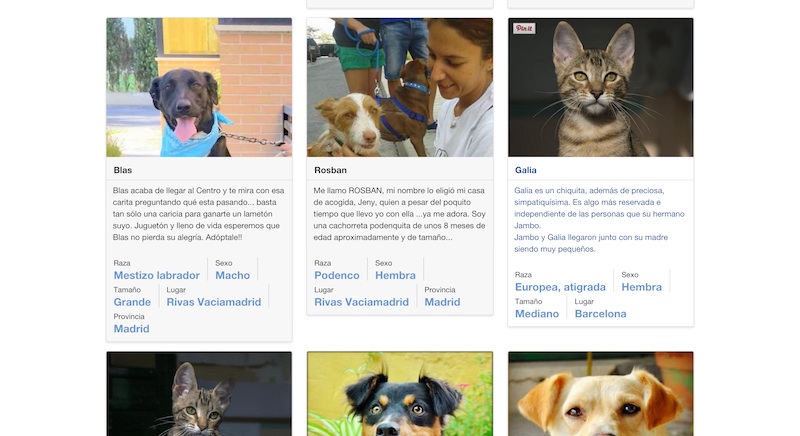 Pin it
Blas
Blas acaba de llegar al Centro y te mira con esa
carita preguntando qué esta pasando... basta
tan sólo una caricia para ganarte un lametón
suyo. Juguetón y lleno de vida esperemos que
Blas no pierda su alegría. Adóptale!!
Raza
Mestizo labrador
Sexo
Macho
Tamaño
Grande
Lugar
Rivas Vaciamadrid
Provincia
Madrid
Rosban
Me llamo ROSBAN, mi nombre lo eligió mi casa
de acogida, Jeny, quien a pesar del poquito
tiempo que llevo yo con ella ...ya me adora. Soy
una cachorreta podenquita de unos 8 meses de
edad aproximadamente y de tamaño...
Raza
Podenco
Sexo
Hembra
Lugar
Rivas Vaciamadrid
Provincia
Madrid
Galia
Galia es un chiquita, además de preciosa,
simpatiquísima. Es algo más reservada e
independiente de las personas que su hermano
Jambo.
Jambo y Galia llegaron junto con su madre
siendo muy pequeños.
Raza
Europea, atigrada
Sexo
Hembra
Tamaño
Mediano
Lugar
Barcelona